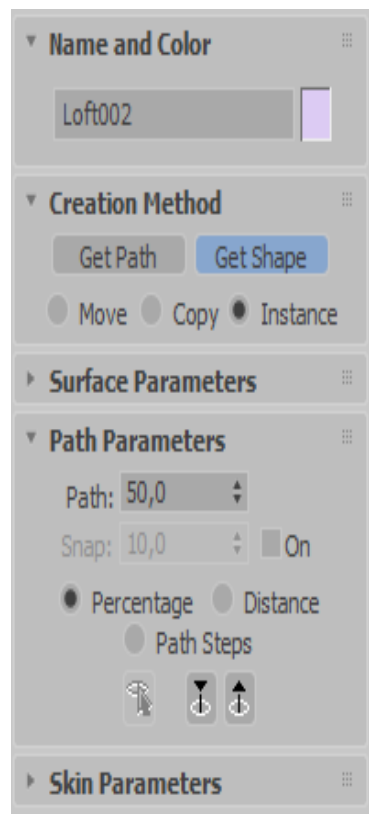 Name and Color
Loft002
Creation Method
Get Path Get Shape
Move Copy Instance
Surface Parameters
Path Parameters
Path: 50,0
Snap: 10,0 On
Percentage Distance
Path Steps
Skin Parameters